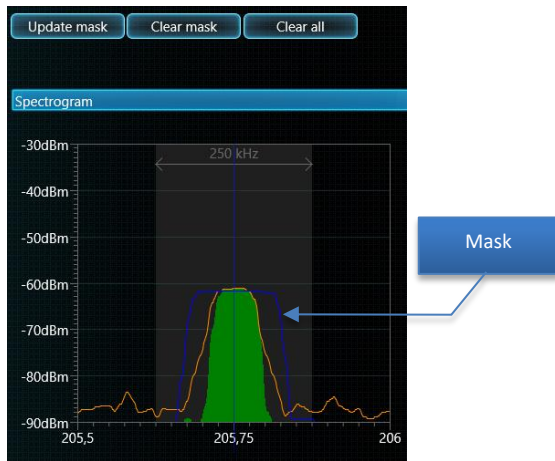 Update mask Clear mask Clear all
Spectrogram
-30dBm
250 kHz
-40dBm
-50dBm
Mask
-60dBm
-70dBm
-80dBm
-90dBm
205,5 205,75 206